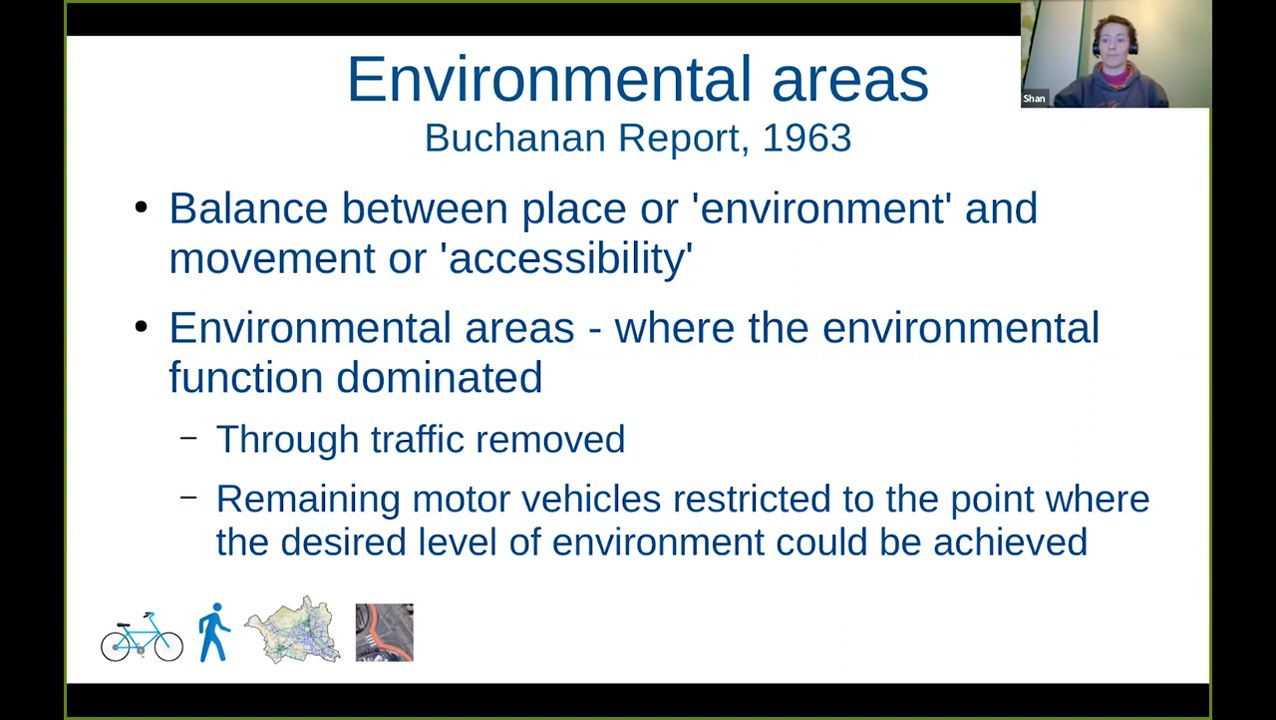 Environmental areas
Buchanan Report, 1963
Shan
• Balance between place or 'environment' and
movement or 'accessibility'
• Environmental areas - where the environmental
function dominated
– Through traffic removed
– Remaining motor vehicles restricted to the point where
the desired level of environment could be achieved